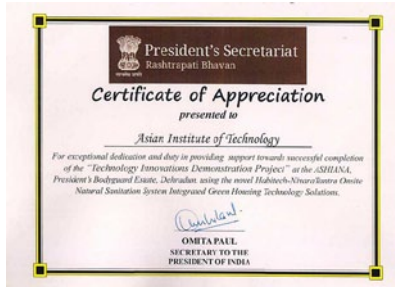 President's Secretariat
Rashtrapati Bhavan
Certificate of Appreciation
presented to
Asian Institute of Technology
For exceptional dedication and duty in providing support towards successful completion
of the "Technology Innovations Demonstration Project" at the ASHIANA,
President's Bodyguard Estate, Dehradun, using the novel Habitech-NivaraTantra Onsite
Natural Sanitation System Integrated Green Housing Technology Solutions.
OMITA PAUL
SECRETARY TO THE
PRESIDENT OF INDIA